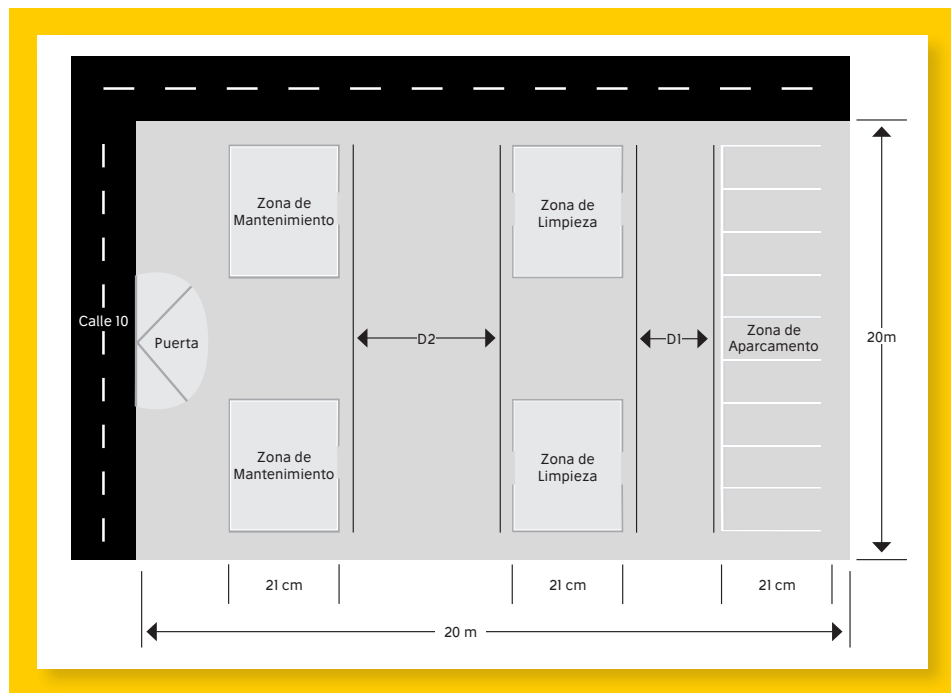 Zona de
Mantenimiento
Zona de
Limpieza
Calle 10
Puerta
D2
D1
Zona de
Aparcamento
20m
Zona de
Mantenimiento
Zona de
Limpieza
21 cm
21 cm
21 cm
20 m